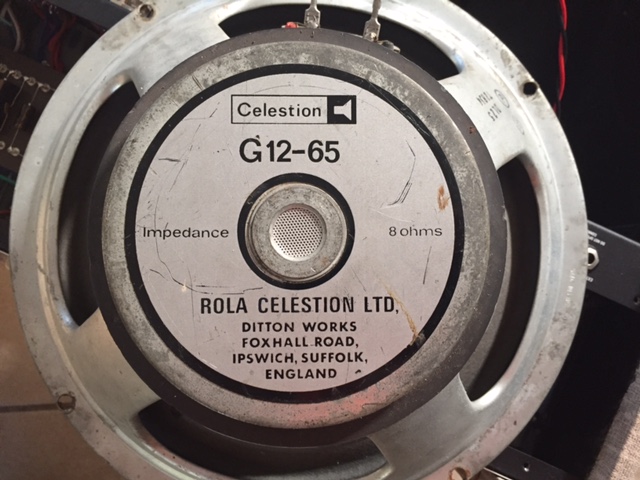 Celestion
G12-65
Impedance 8 ohms
ROLA CELESTION LTD,
DITTON WORKS
FOXHALL ROAD,
IPSWICH, SUFFOLK,
ENGLAND